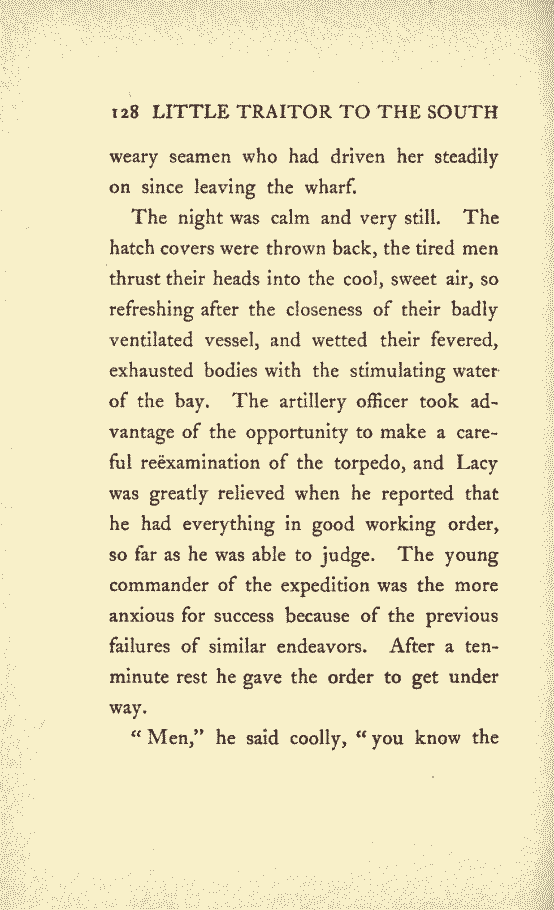 128 LITTLE TRAITOR TO THE SOUTH
weary seamen who had driven her steadily
on since leaving the wharf.
The night was calm and very still. The
hatch covers were thrown back, the tired men
thrust their heads into the cool, sweet air, so
refreshing after the closeness of their badly
ventilated vessel, and wetted their fevered,
exhausted bodies with the stimulating water
of the bay. The artillery officer took ad-
vantage of the opportunity to make a care-
ful reëxamination of the torpedo, and Lacy
was greatly relieved when he reported that
he had everything in good working order,
so far as he was able to judge. The young
commander of the expedition was the more
anxious for success because of the previous
failures of similar endeavors. After a ten-
minute rest he gave the order to get under
way.
“Men,” he said coolly, “you know the